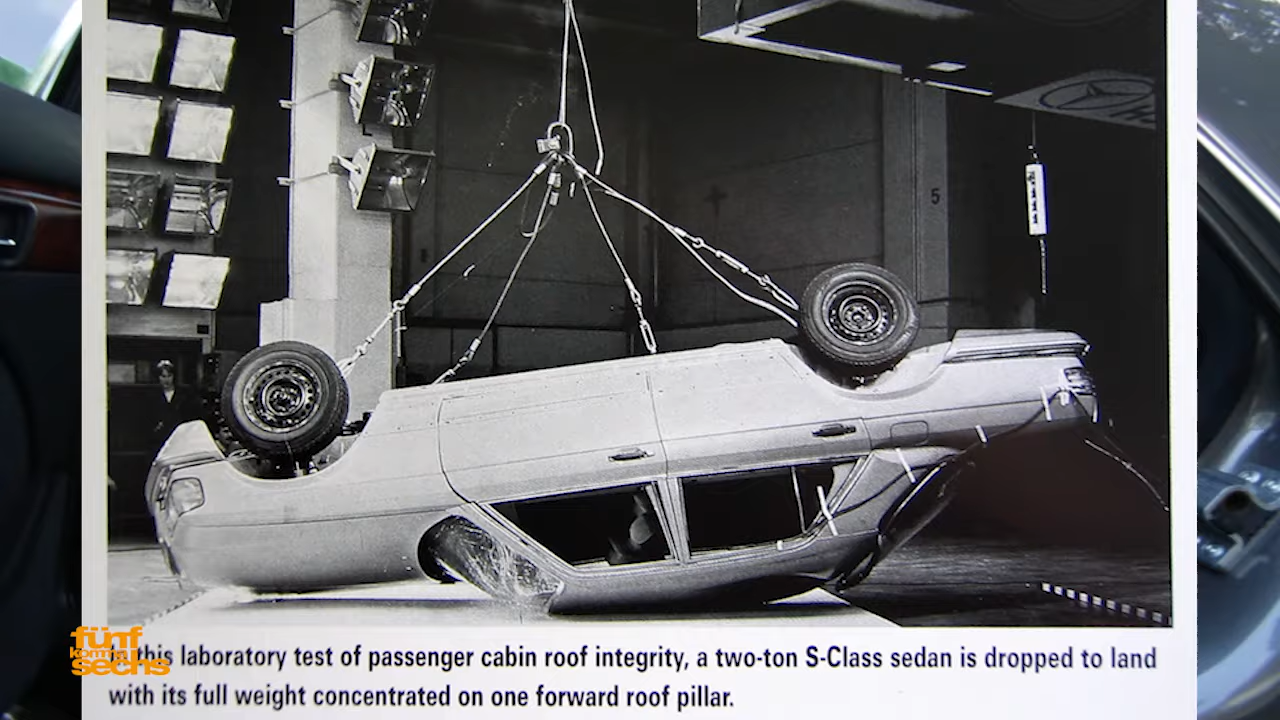 5
fünf
komma
sechs
this laboratory test of passenger cabin roof integrity, a two-ton S-Class sedan is dropped to land
with its full weight concentrated on one forward roof pillar.